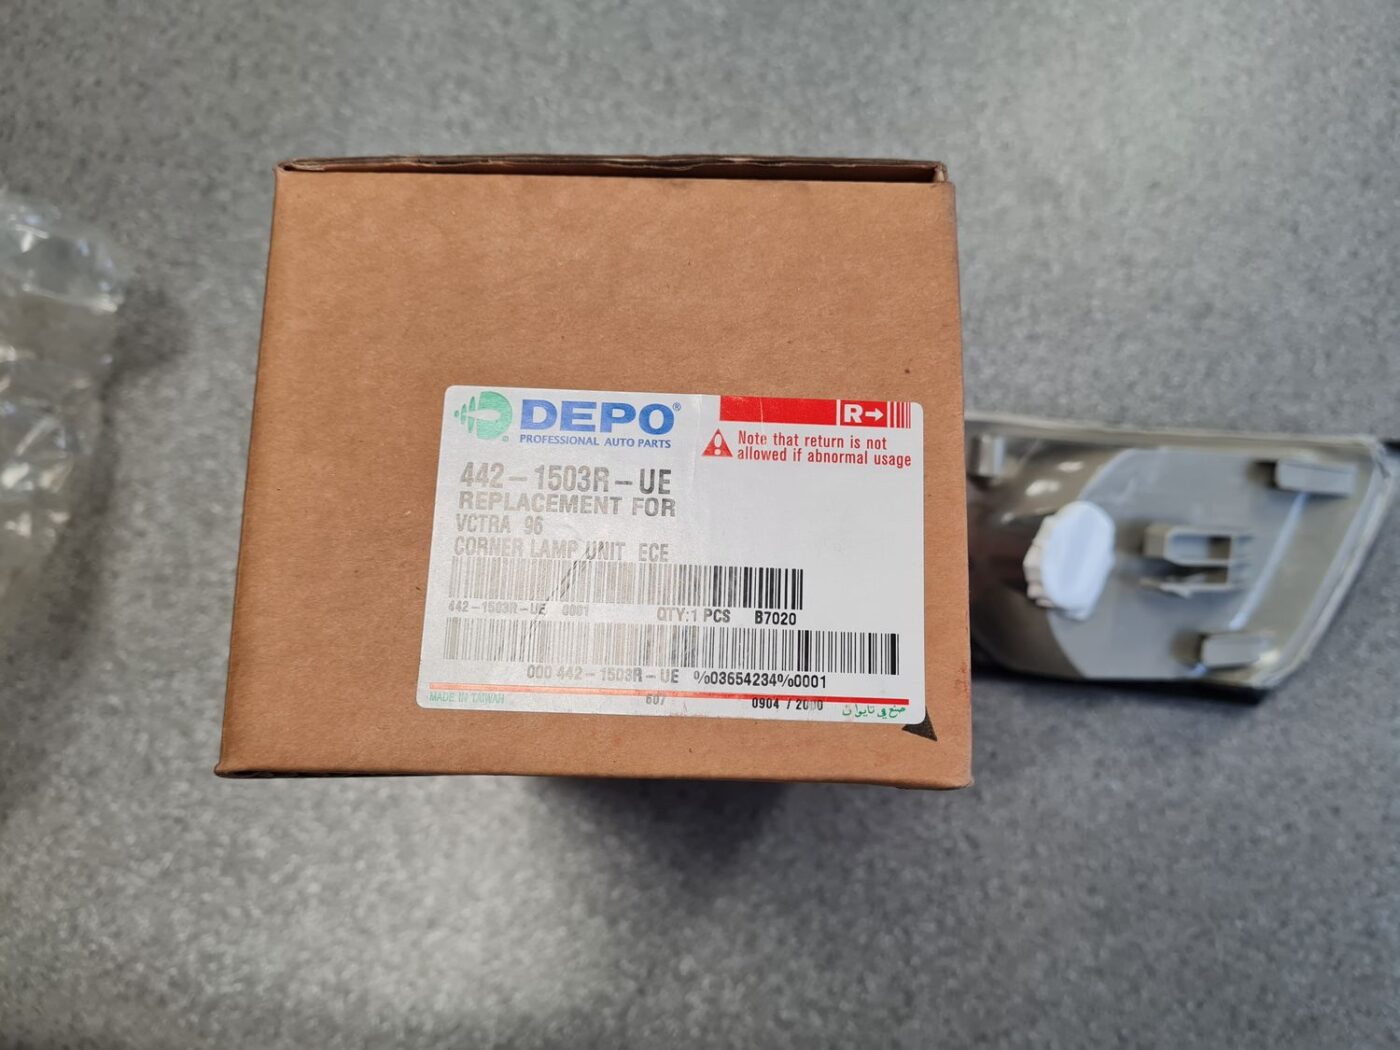 DEPO®
PROFESSIONAL AUTO PARTS
R→
Note that return is not
allowed if abnormal usage
442-1503R-UE
REPLACEMENT FOR
VCTRA 96
CORNER LAMP UNIT ECE
442-1503R-UE 0001 QTY:1 PCS B7020
000 442-1503R-UE %03654234%0001
MADE IN TAIWAN 607 0904 / 2000 صنع في تايوان